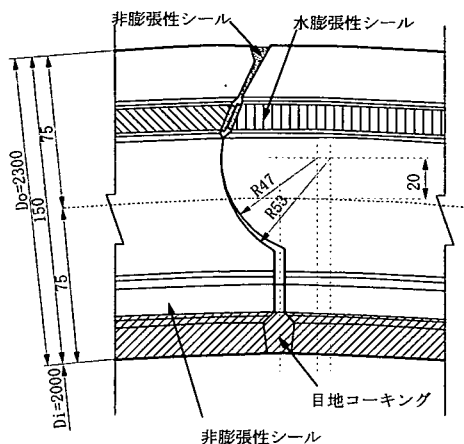 非膨張性シール
水膨張性シール
75
Do=2300
150
R47
R53
20
75
Di=2000
目地コーキング
非膨張性シール